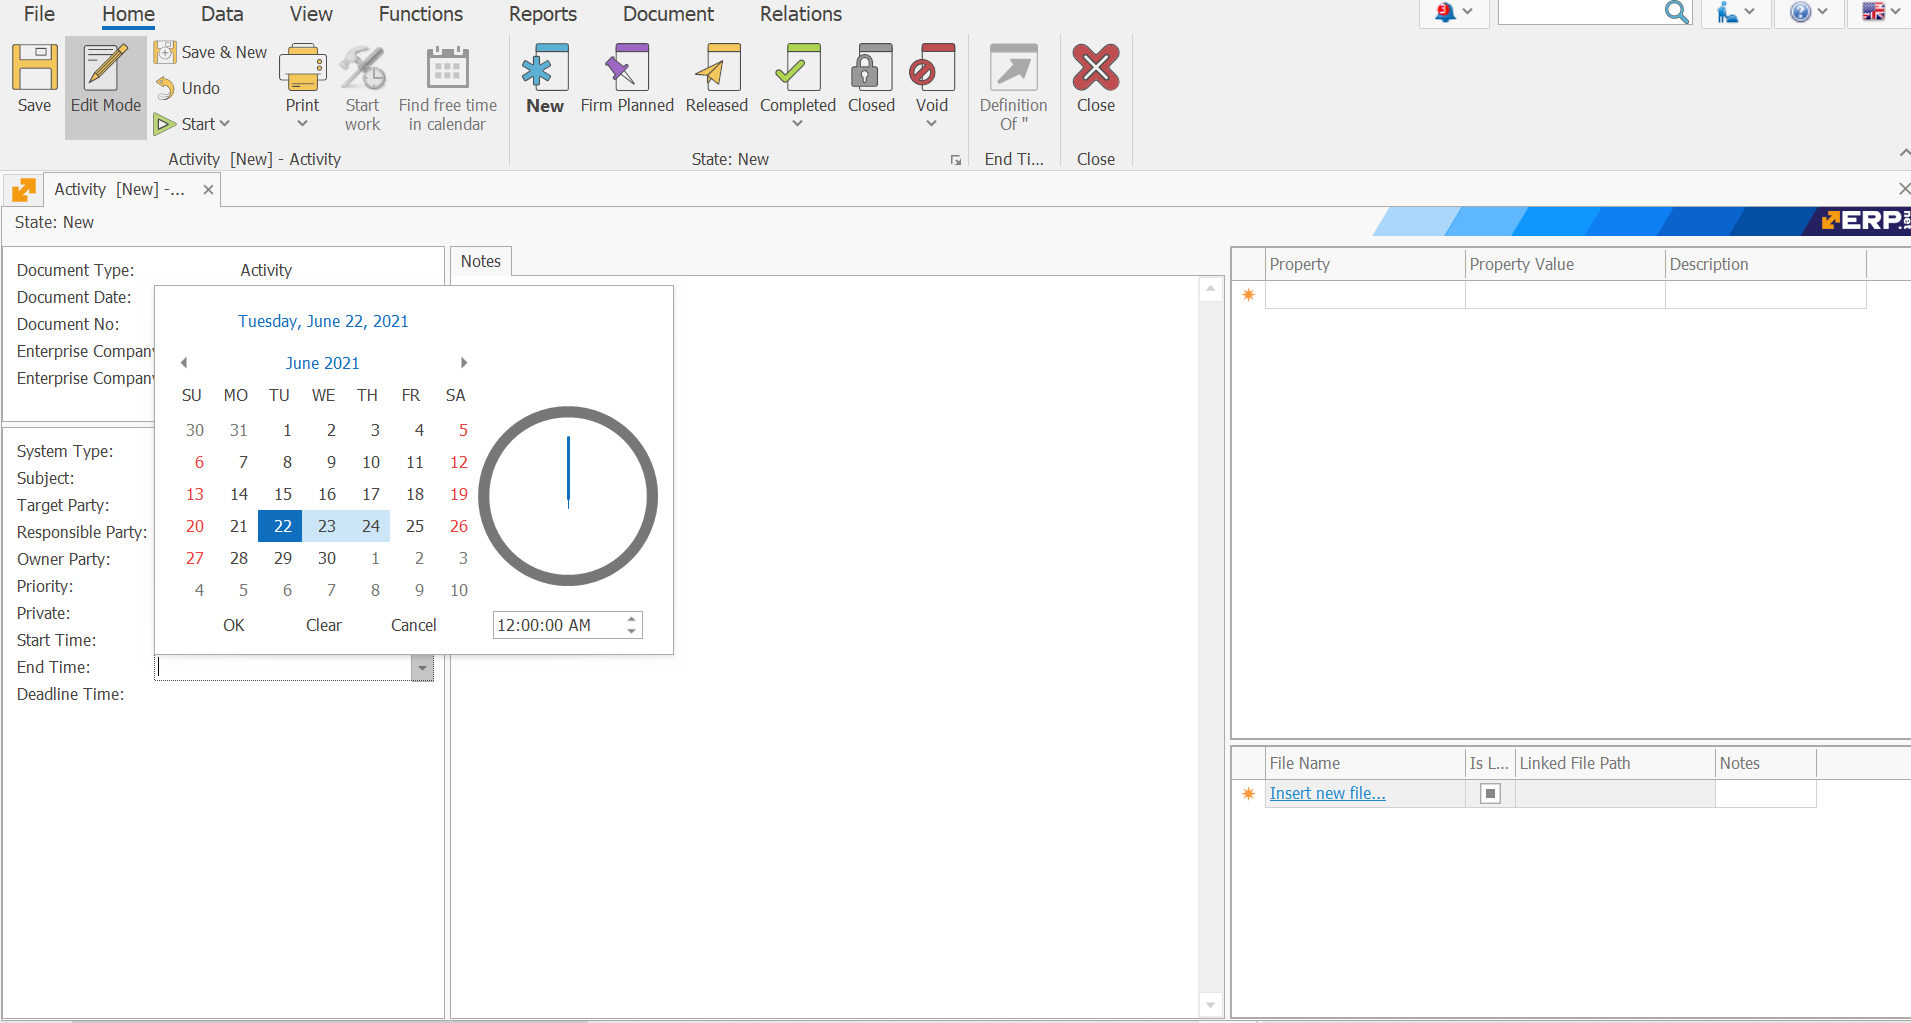 File Home Data View Functions Reports Document Relations
3
Save
Edit Mode
Save & New
Undo
Start
Print
Start work
Find free time in calendar
New
Firm Planned
Released
Completed
Closed
Void
Definition Of "
Close
Activity [New] - Activity
State: New
End Ti...
Close
Activity [New] -...
State: New
ERP.net
Document Type: Activity
Document Date:
Document No:
Enterprise Company
Enterprise Company
System Type:
Subject:
Target Party:
Responsible Party:
Owner Party:
Priority:
Private:
Start Time:
End Time:
Deadline Time:
Tuesday, June 22, 2021
June 2021
SU MO TU WE TH FR SA
30 31 1 2 3 4 5
6 7 8 9 10 11 12
13 14 15 16 17 18 19
20 21 22 23 24 25 26
27 28 29 30 1 2 3
4 5 6 7 8 9 10
OK Clear Cancel
12:00:00 AM
Notes
Property Property Value Description
File Name Is L... Linked File Path Notes
Insert new file...